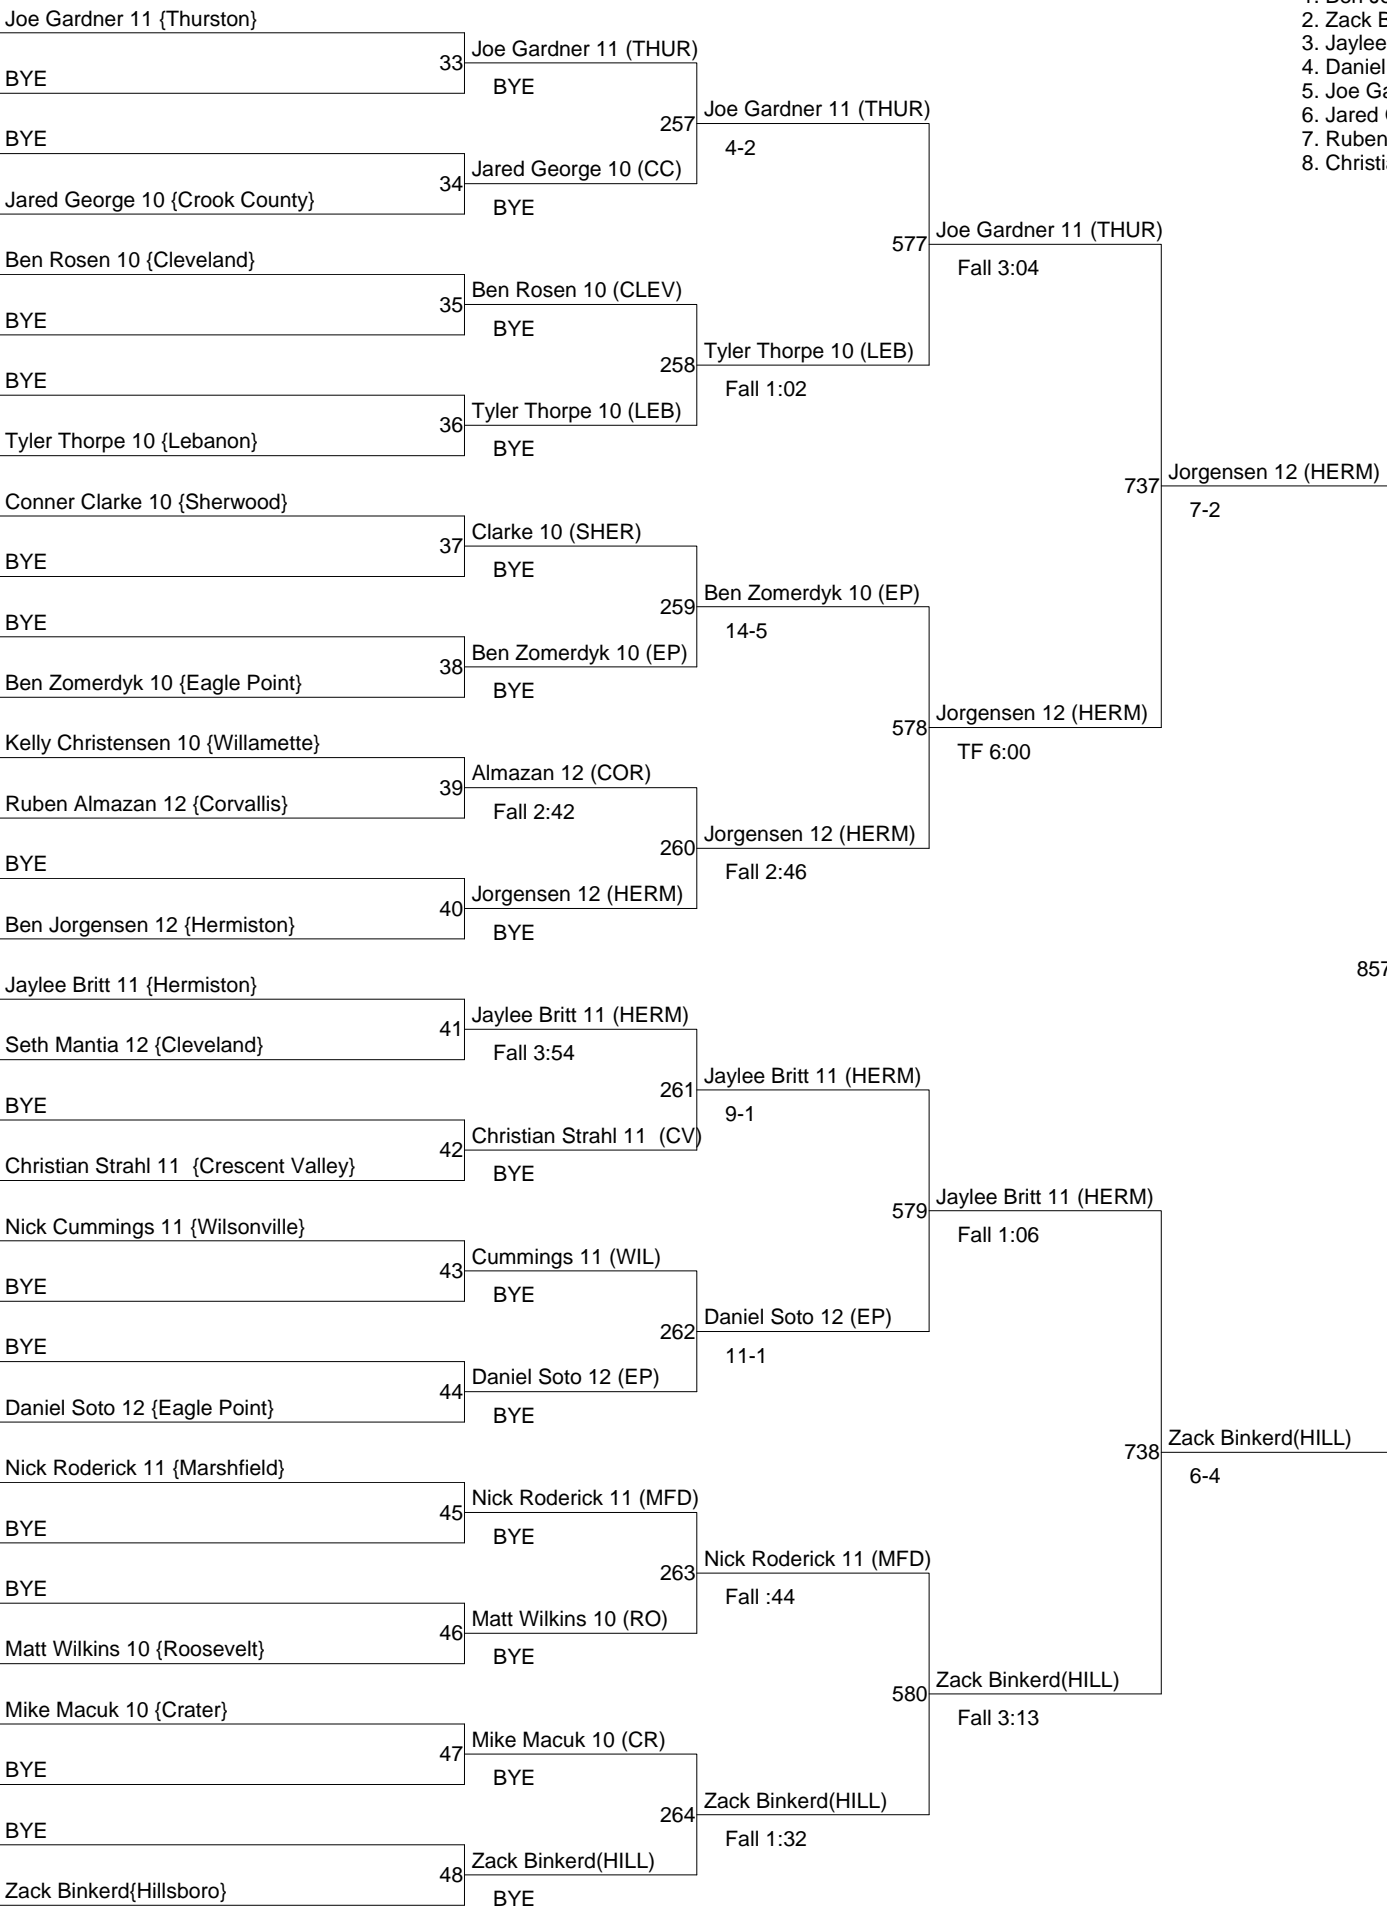 Joe Gardner 11 {Thurston}
BYE
BYE
Jared George 10 {Crook County}
Ben Rosen 10 {Cleveland}
BYE
BYE
Tyler Thorpe 10 {Lebanon}
Conner Clarke 10 {Sherwood}
BYE
BYE
Ben Zomerdyk 10 {Eagle Point}
Kelly Christensen 10 {Willamette}
Ruben Almazan 12 {Corvallis}
BYE
Ben Jorgensen 12 {Hermiston}
Jaylee Britt 11 {Hermiston}
Seth Mantia 12 {Cleveland}
BYE
Christian Strahl 11  {Crescent Valley}
Nick Cummings 11 {Wilsonville}
BYE
BYE
Daniel Soto 12 {Eagle Point}
Nick Roderick 11 {Marshfield}
BYE
BYE
Matt Wilkins 10 {Roosevelt}
Mike Macuk 10 {Crater}
BYE
BYE
Zack Binkerd{Hillsboro}
33 Joe Gardner 11 (THUR)
BYE
34 Jared George 10 (CC)
BYE
35 Ben Rosen 10 (CLEV)
BYE
36 Tyler Thorpe 10 (LEB)
BYE
37 Clarke 10 (SHER)
BYE
38 Ben Zomerdyk 10 (EP)
BYE
39 Almazan 12 (COR)
Fall 2:42
40 Jorgensen 12 (HERM)
BYE
41 Jaylee Britt 11 (HERM)
Fall 3:54
42 Christian Strahl 11  (CV)
BYE
43 Cummings 11 (WIL)
BYE
44 Daniel Soto 12 (EP)
BYE
45 Nick Roderick 11 (MFD)
BYE
46 Matt Wilkins 10 (RO)
BYE
47 Mike Macuk 10 (CR)
BYE
48 Zack Binkerd(HILL)
BYE
257 Joe Gardner 11 (THUR)
4-2
258 Tyler Thorpe 10 (LEB)
Fall 1:02
259 Ben Zomerdyk 10 (EP)
14-5
260 Jorgensen 12 (HERM)
Fall 2:46
261 Jaylee Britt 11 (HERM)
9-1
262 Daniel Soto 12 (EP)
11-1
263 Nick Roderick 11 (MFD)
Fall :44
264 Zack Binkerd(HILL)
Fall 1:32
577 Joe Gardner 11 (THUR)
Fall 3:04
578 Jorgensen 12 (HERM)
TF 6:00
579 Jaylee Britt 11 (HERM)
Fall 1:06
580 Zack Binkerd(HILL)
Fall 3:13
737 Jorgensen 12 (HERM)
7-2
738 Zack Binkerd(HILL)
6-4
857
2. Zack
3. Jaylee
4. Daniel
5. Joe
6. Jared
7. Ruben
8.